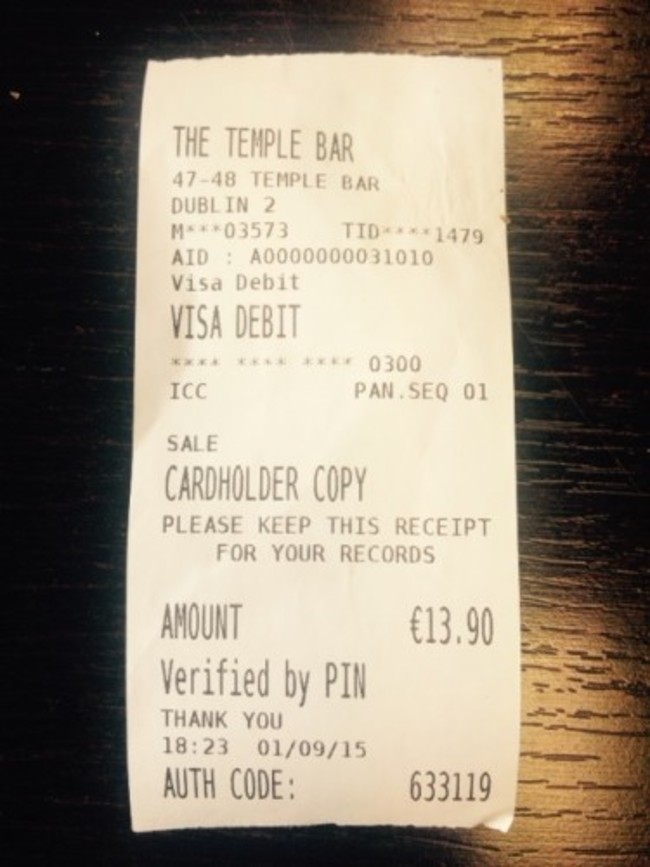 THE TEMPLE BAR
47-48 TEMPLE BAR
DUBLIN 2
M***03573 TID****1479
AID : A0000000031010
Visa Debit
VISA DEBIT
**** **** **** 0300
ICC PAN.SEQ 01
SALE
CARDHOLDER COPY
PLEASE KEEP THIS RECEIPT
FOR YOUR RECORDS
AMOUNT €13.90
Verified by PIN
THANK YOU
18:23 01/09/15
AUTH CODE: 633119